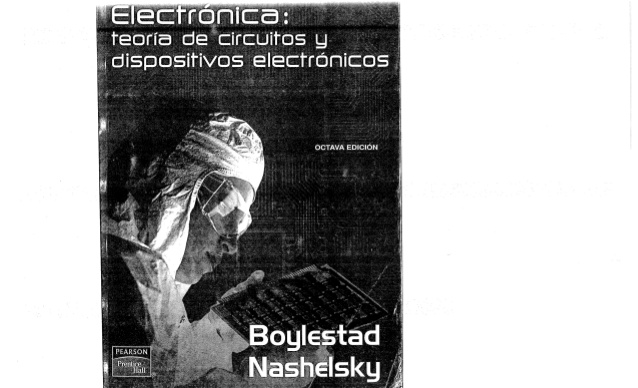 Electrónica:
teoría de circuitos y
dispositivos electrónicos
OCTAVA EDICIÓN
Boylestad
Nashelsky
PEARSON
Prentice
Hall